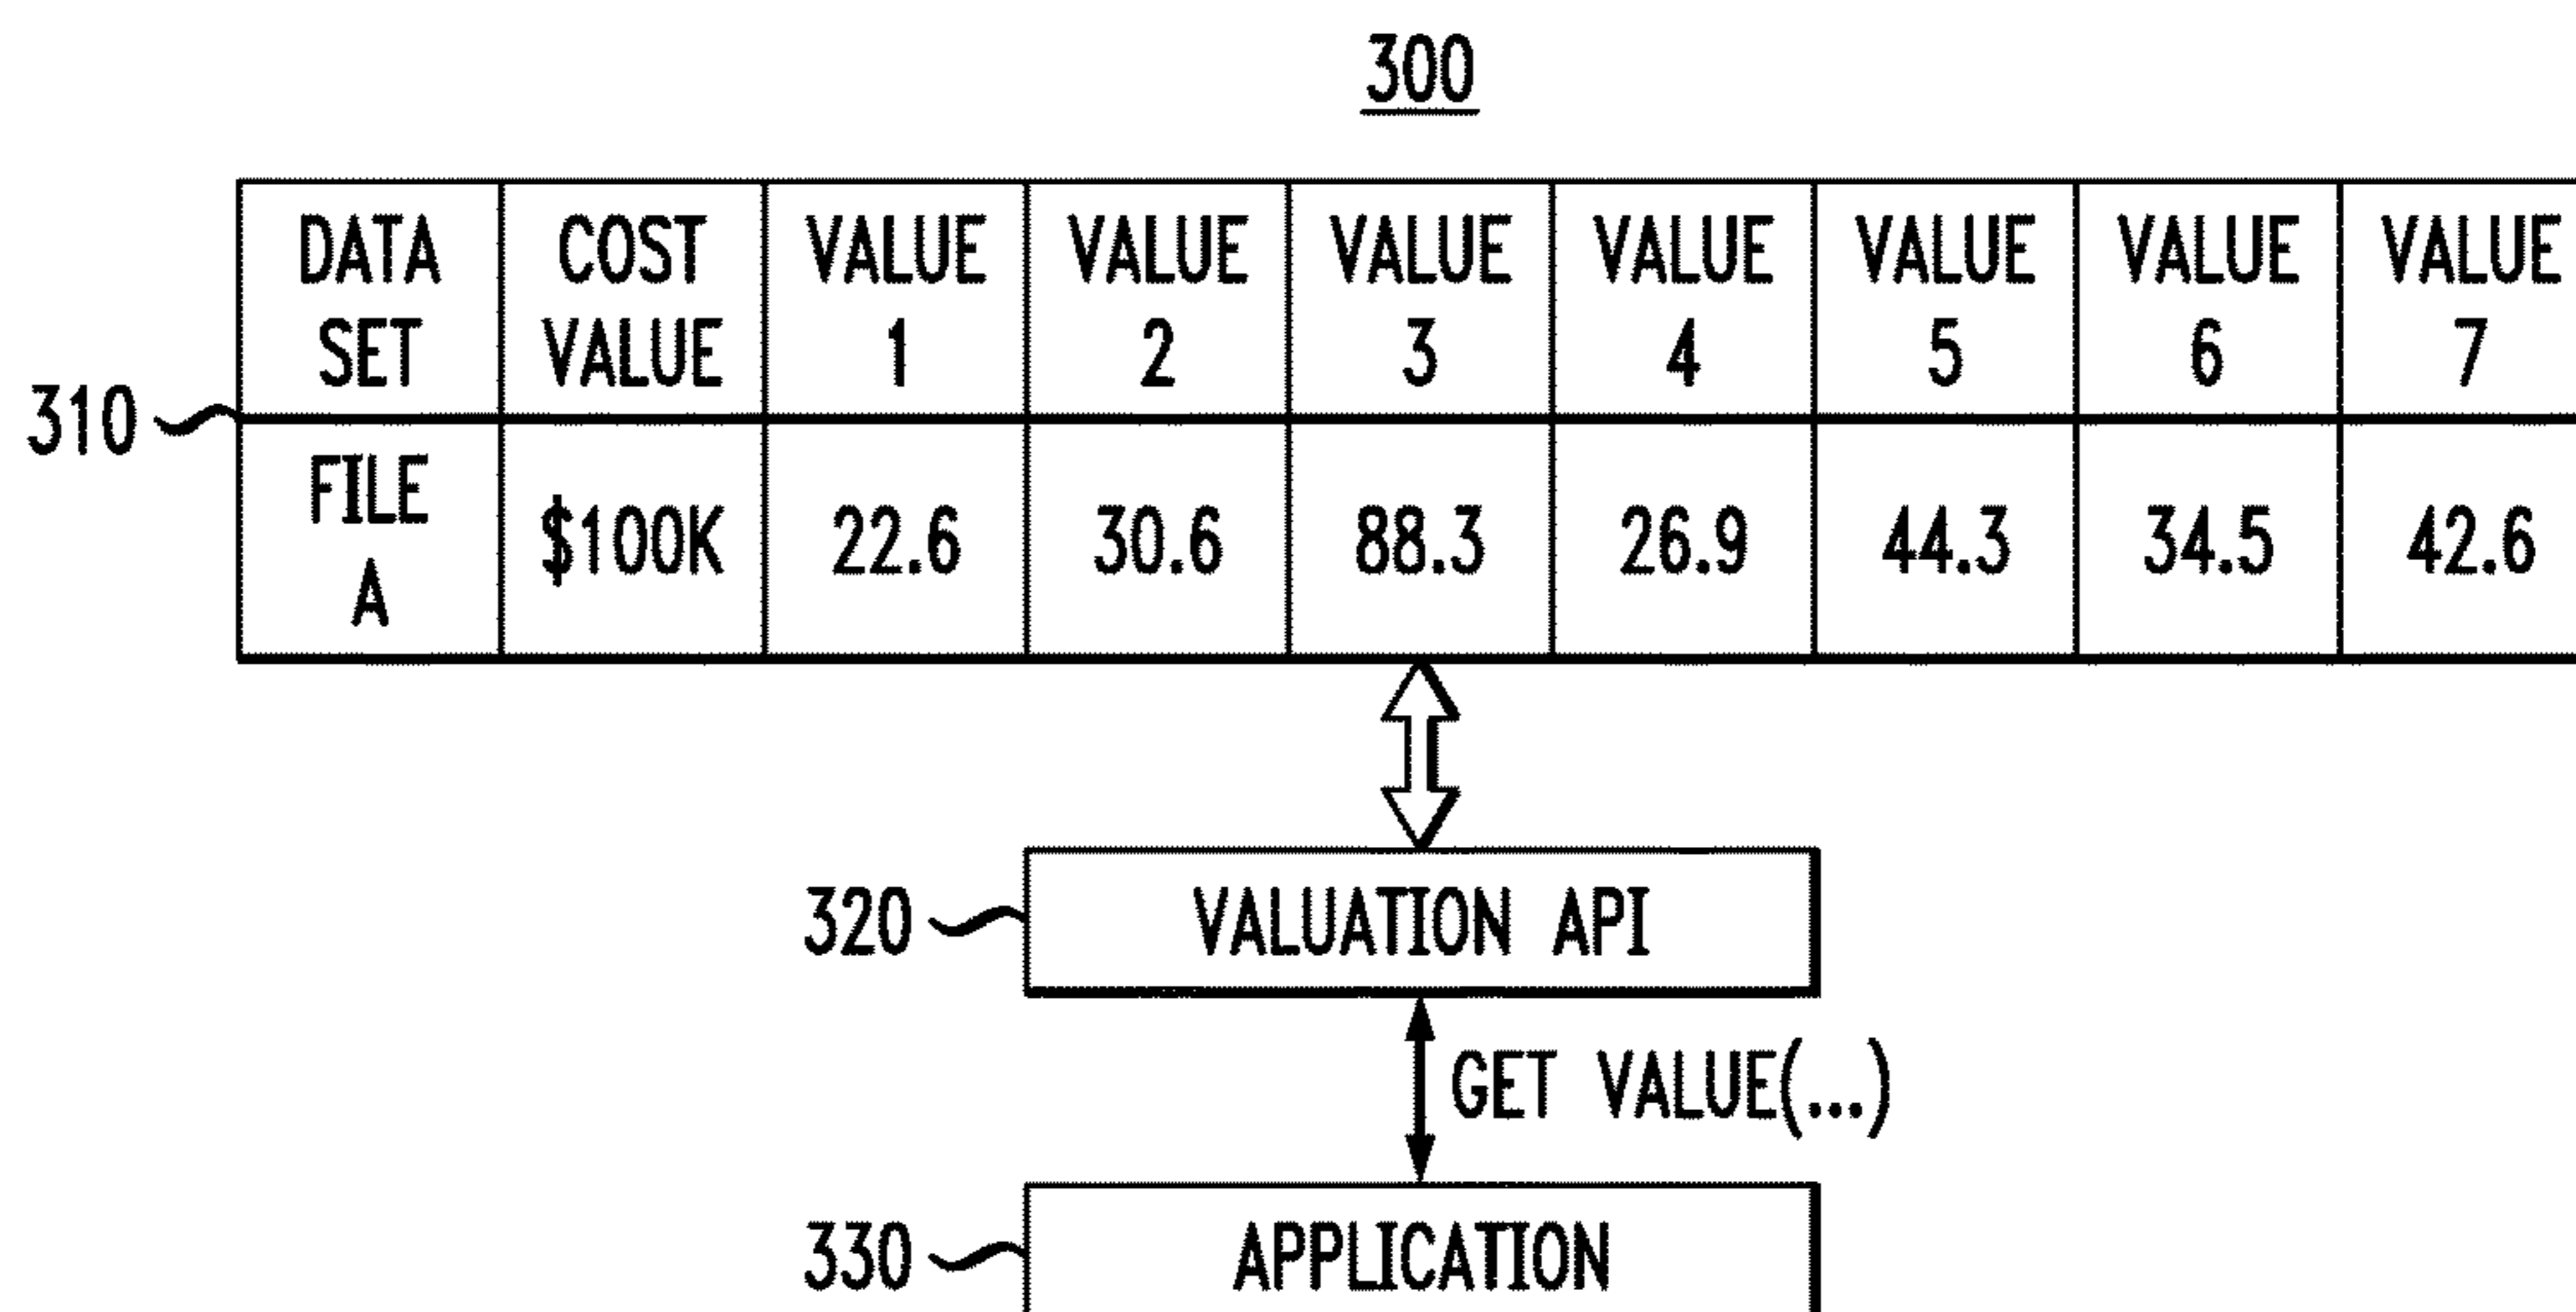 300
DATA SET
COST VALUE
VALUE 1
VALUE 2
VALUE 3
VALUE 4
VALUE 5
VALUE 6
VALUE 7
310
FILE A
$100K
22.6
30.6
88.3
26.9
44.3
34.5
42.6
320
VALUATION API
GET VALUE(...)
330
APPLICATION